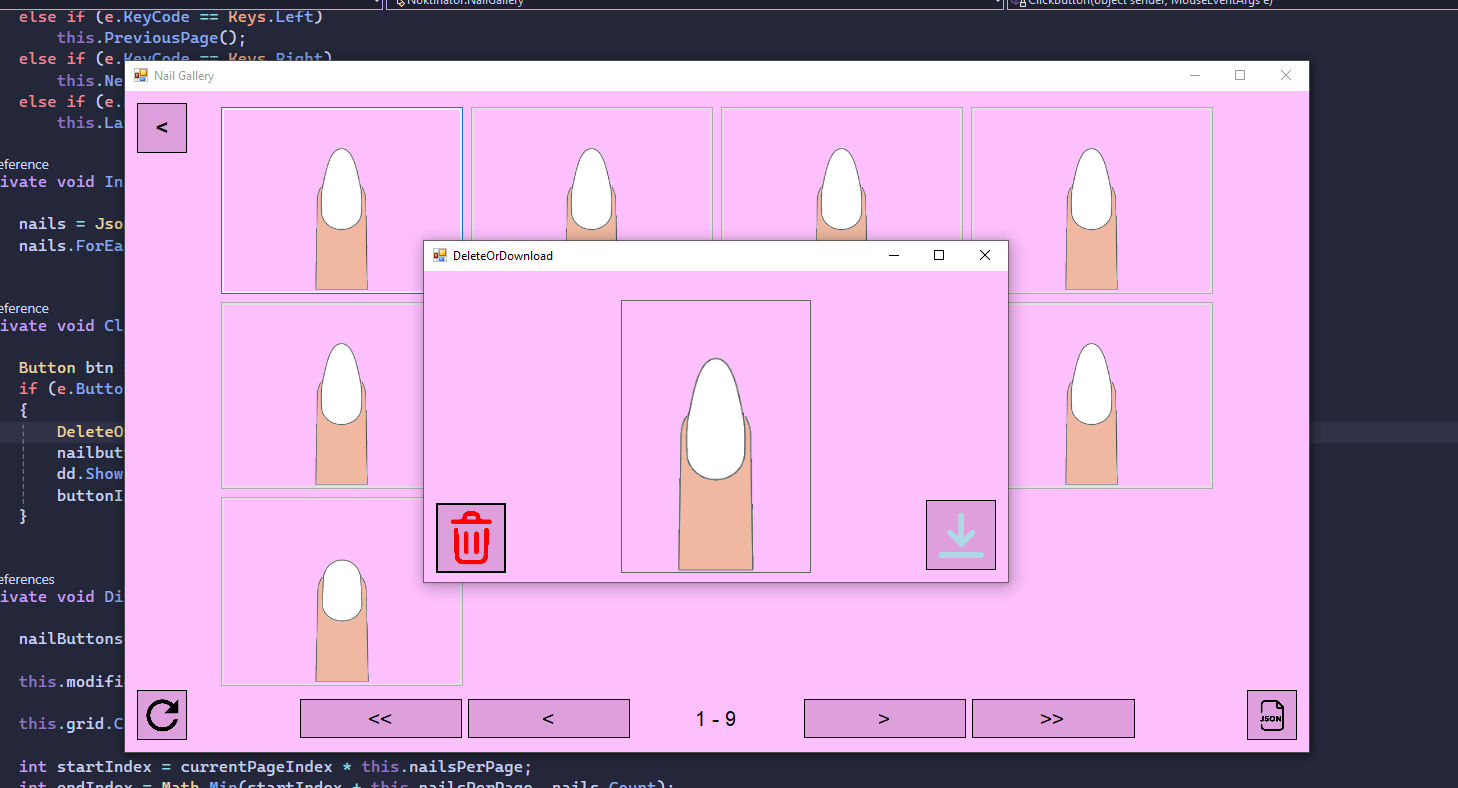 Noktinator.NailGallery
ClickButton(object sender, MouseEventArgs e)
else if (e.KeyCode == Keys.Left)
this.PreviousPage();
else if (e.KeyCode == Keys.Right)
this.Ne
else if (e.
this.La
eference
ivate void In
nails = Jso
nails.ForEa
eference
ivate void Cl
Button btn
if (e.Butto
{
DeleteO
nailbut
dd.Show
buttonI
}
eferences
ivate void Di
nailButtons
this.modifi
this.grid.C
int startIndex = currentPageIndex * this.nailsPerPage;
int endIndex = Math.Min(startIndex + this.nailsPerPage, nails.Count);
Nail Gallery
<
DeleteOrDownload
<<
<
1 - 9
>
>>
JSON